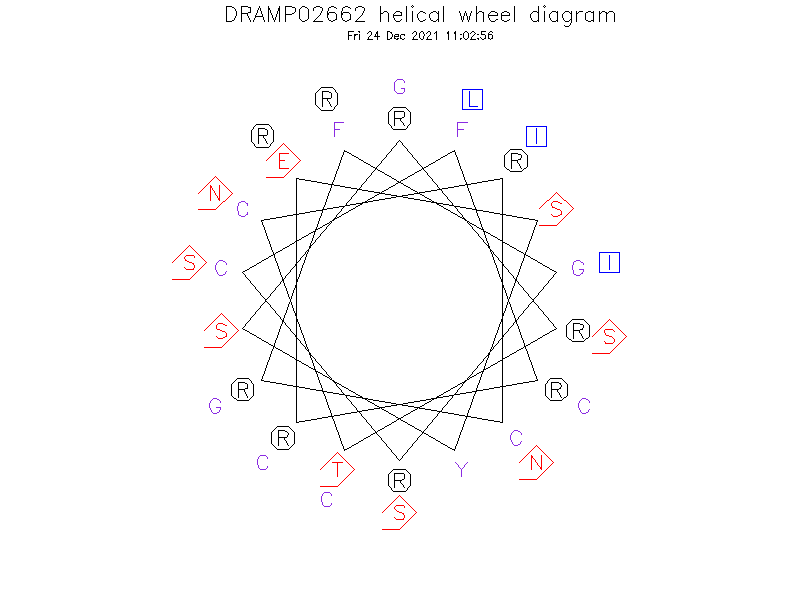 DRAMP02662 helical wheel diagram
Fri 24 Dec 2021 11:02:56
G
R L
R F F I
R E R
N C S
S C G I
S R S
G R R C
R C
C T Y N
C R
S